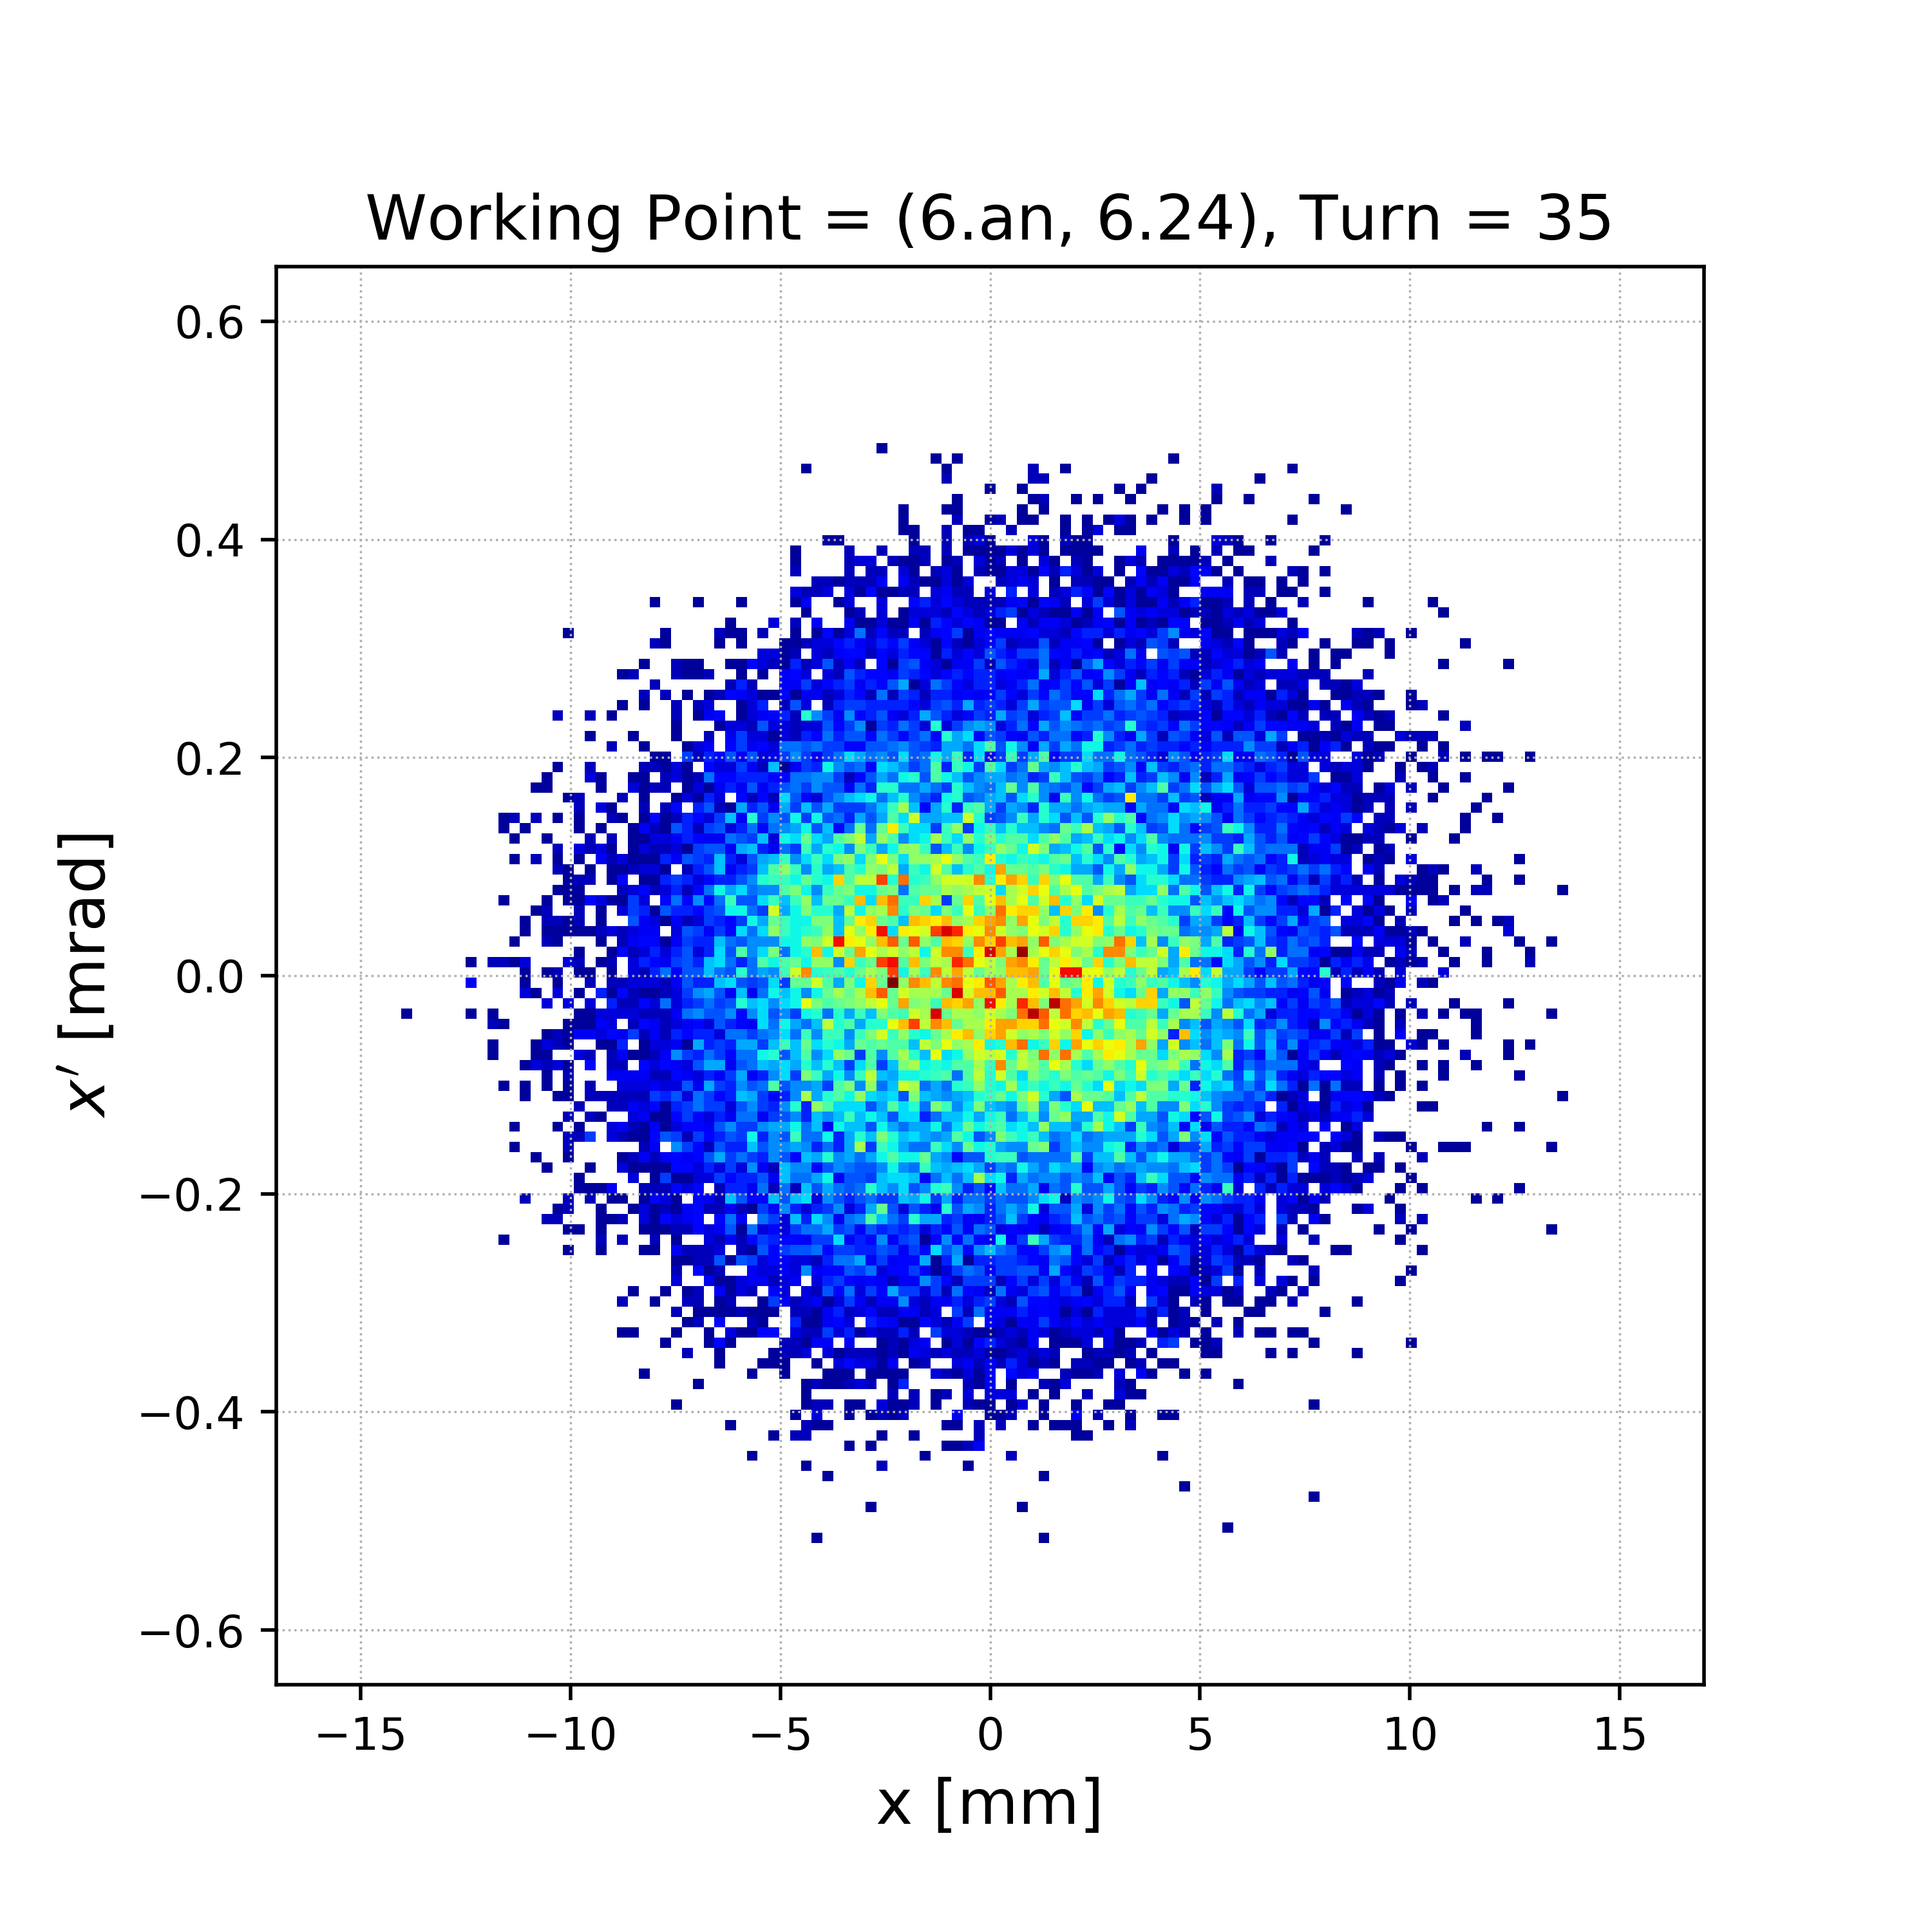 Working Point = (6.an, 6.24), Turn = 35
0.6
0.4
0.2
0.0
−0.2
−0.4
−0.6
x′ [mrad]
−15 −10 −5 0 5 10 15
x [mm]